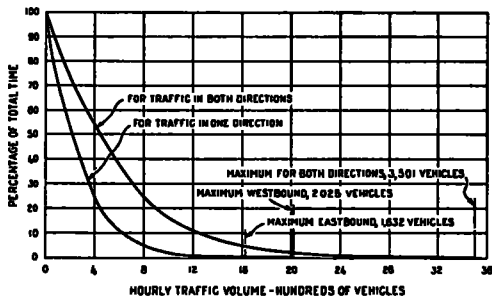 PERCENTAGE OF TOTAL TIME
100
90
80
70
60
50
40
30
20
10
0
FOR TRAFFIC IN BOTH DIRECTIONS
FOR TRAFFIC IN ONE DIRECTION
MAXIMUM FOR BOTH DIRECTIONS, 3,501 VEHICLES
MAXIMUM WESTBOUND, 2,025 VEHICLES
MAXIMUM EASTBOUND, 1,632 VEHICLES
0 4 8 12 16 20 24 28 32 36
HOURLY TRAFFIC VOLUME - HUNDREDS OF VEHICLES